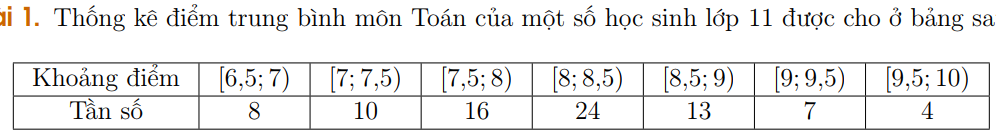 ài 1. Thống kê điểm trung bình môn Toán của một số học sinh lớp 11 được cho ở bảng sa
Khoảng điểm [6,5; 7) [7; 7,5) [7,5; 8) [8; 8,5) [8,5; 9) [9; 9,5) [9,5; 10)
Tần số 8 10 16 24 13 7 4